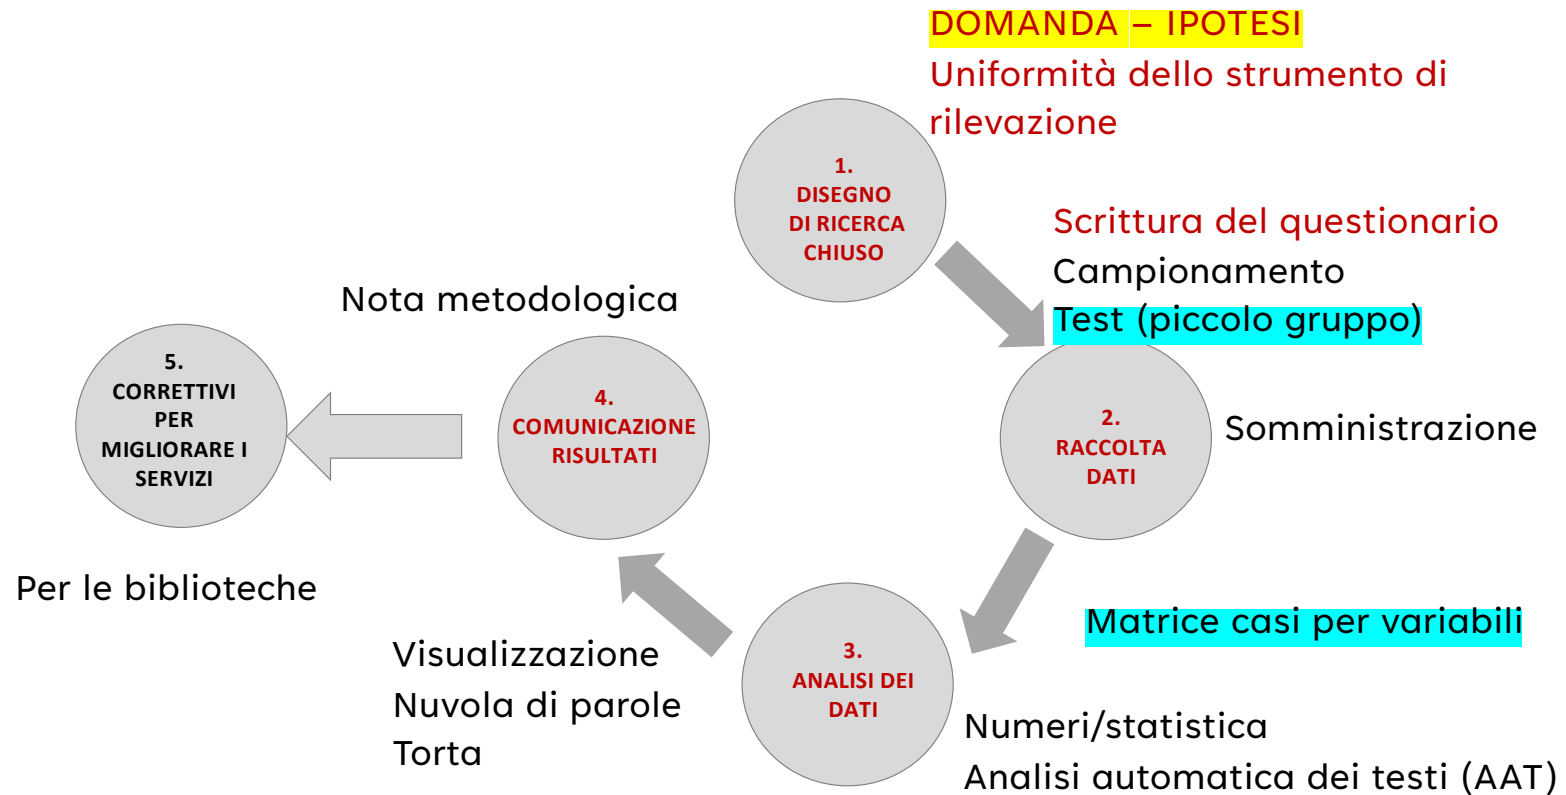 DOMANDA – IPOTESI
Uniformità dello strumento di
rilevazione
1.
DISEGNO
DI RICERCA
CHIUSO
Scrittura del questionario
Campionamento
Test (piccolo gruppo)
2.
RACCOLTA
DATI
Somministrazione
Matrice casi per variabili
3.
ANALISI DEI
DATI
Numeri/statistica
Analisi automatica dei testi (AAT)
Visualizzazione
Nuvola di parole
Torta
Nota metodologica
4.
COMUNICAZIONE
RISULTATI
5.
CORRETTIVI
PER
MIGLIORARE I
SERVIZI
Per le biblioteche